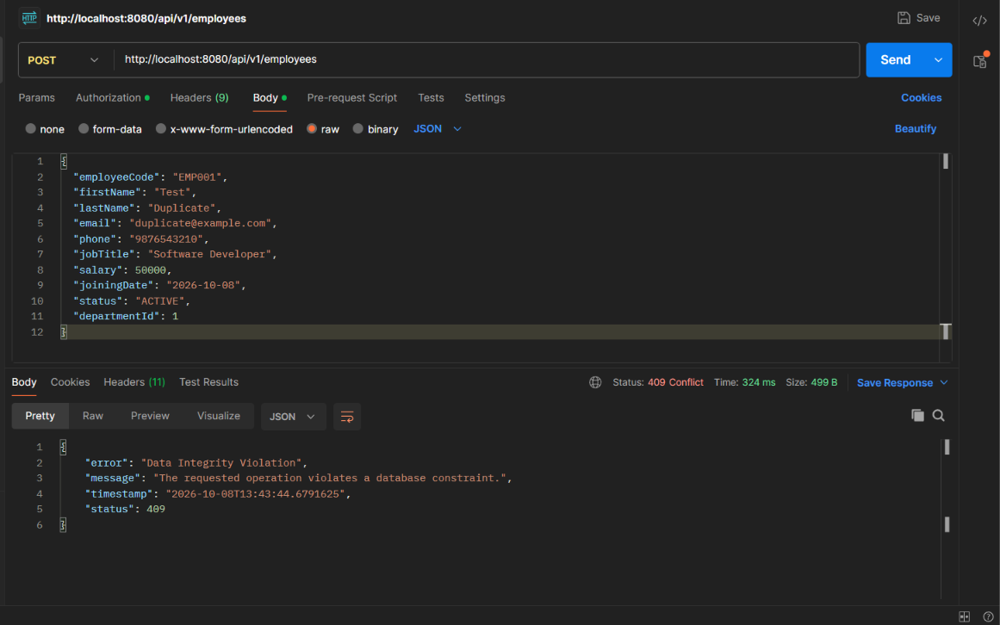 HTTP http://localhost:8080/api/v1/employees Save </>
POST http://localhost:8080/api/v1/employees Send
Params Authorization Headers (9) Body Pre-request Script Tests Settings Cookies
none form-data x-www-form-urlencoded raw binary JSON Beautify
1 {
2 "employeeCode": "EMP001",
3 "firstName": "Test",
4 "lastName": "Duplicate",
5 "email": "duplicate@example.com",
6 "phone": "9876543210",
7 "jobTitle": "Software Developer",
8 "salary": 50000,
9 "joiningDate": "2026-10-08",
10 "status": "ACTIVE",
11 "departmentId": 1
12 }
Body Cookies Headers (11) Test Results Status: 409 Conflict Time: 324 ms Size: 499 B Save Response
Pretty Raw Preview Visualize JSON
1 {
2 "error": "Data Integrity Violation",
3 "message": "The requested operation violates a database constraint.",
4 "timestamp": "2026-10-08T13:43:44.6791625",
5 "status": 409
6 }